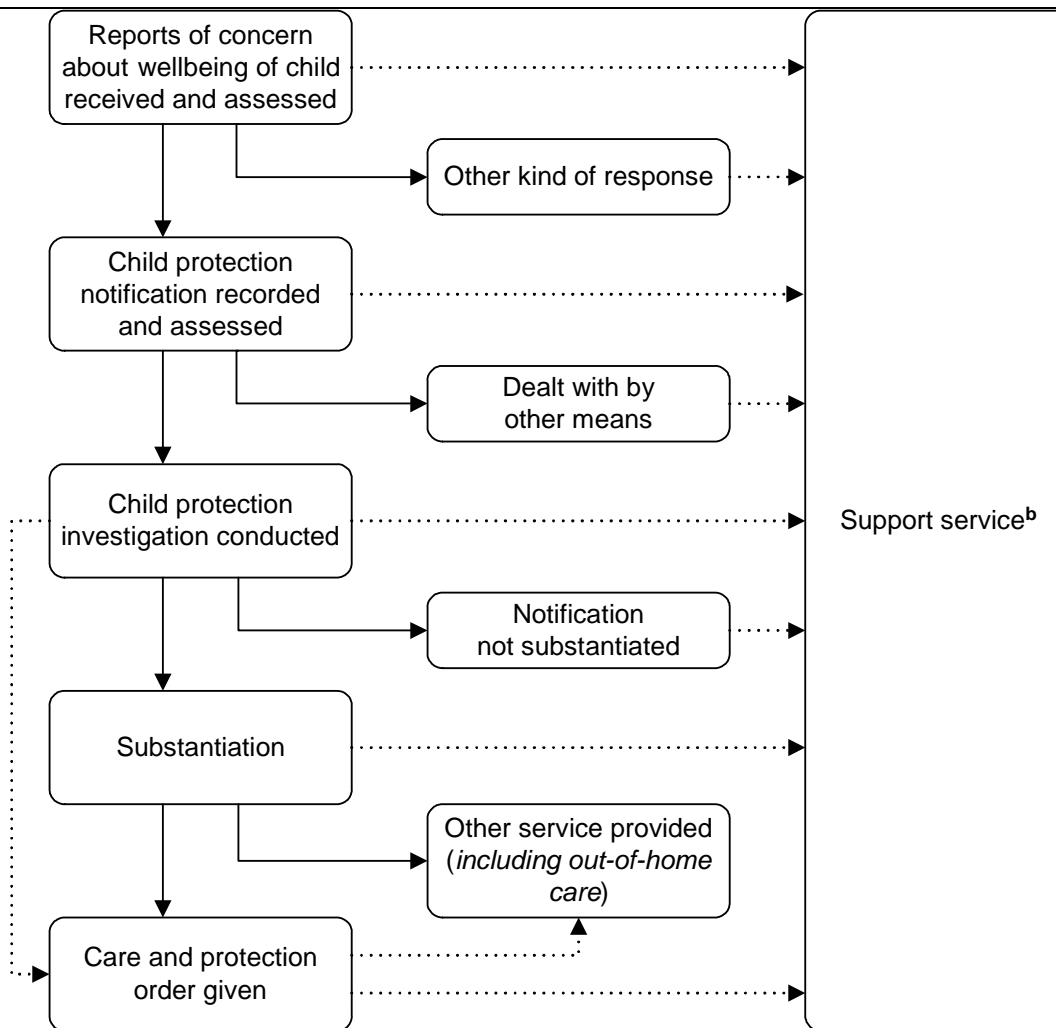 Reports of concern
about wellbeing of child
received and assessed
Other kind of response
Child protection
notification recorded
and assessed
Dealt with by
other means
Child protection
investigation conducted
Support serviceᵇ
Notification
not substantiated
Substantiation
Other service provided
(including out-of-home
care)
Care and protection
order given